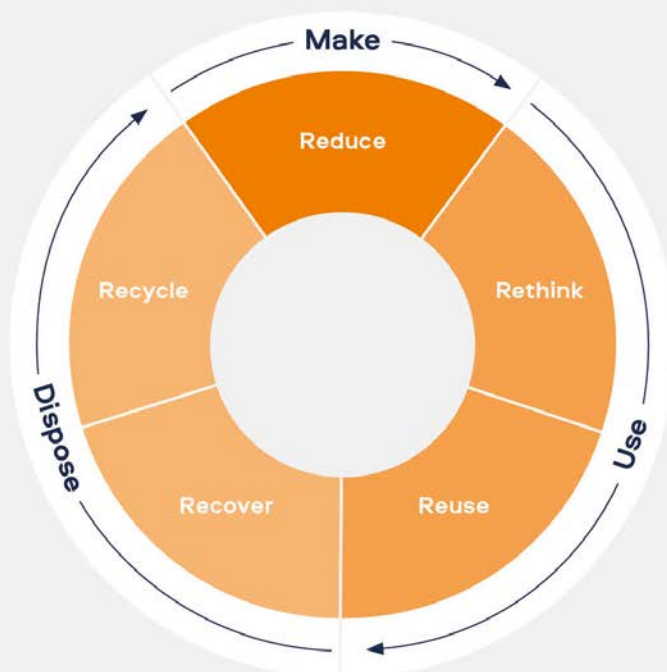 Make
Reduce
Rethink
Use
Reuse
Recover
Dispose
Recycle